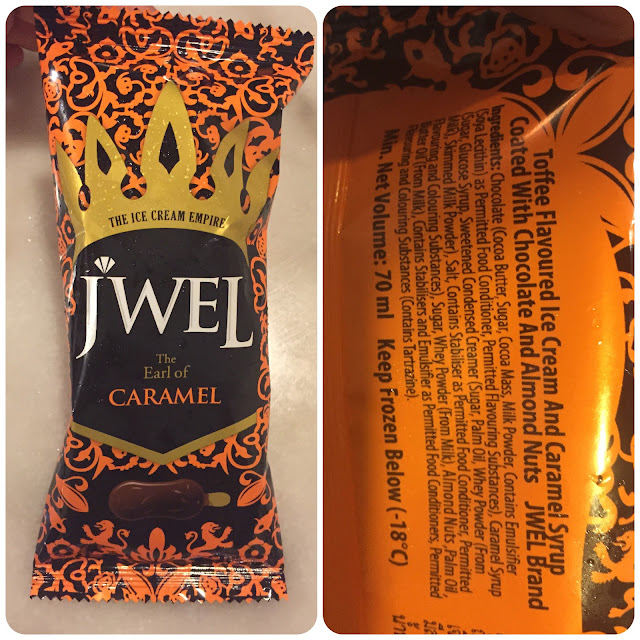 THE ICE CREAM EMPIRE
J'WEL
The
Earl of
CARAMEL
Toffee Flavoured Ice Cream And Caramel Syrup
Coated With Chocolate And Almond Nuts JWEL Brand
Ingredients: Chocolate (Cocoa Butter, Sugar, Cocoa Mass, Milk Powder, Contains Emulsifier
(Soya Lecithin) as Permitted Food Conditioner, Permitted Flavouring Substances), Caramel Syrup
(Sugar, Glucose Syrup, Sweetened Condensed Creamer (Sugar, Palm Oil, Whey Powder (From
Milk), Skimmed Milk Powder), Salt, Contains Stabiliser as Permitted Food Conditioner, Permitted
Flavouring and Colouring Substances), Sugar, Whey Powder (From Milk), Almond Nuts, Palm Oil,
Butter Oil (From Milk), Contains Stabilisers and Emulsifier as Permitted Food Conditioners, Permitted
Flavouring and colouring Substances (Contains Tartrazine).
Min. Net Volume: 70 ml Keep Frozen Below (-18°C)